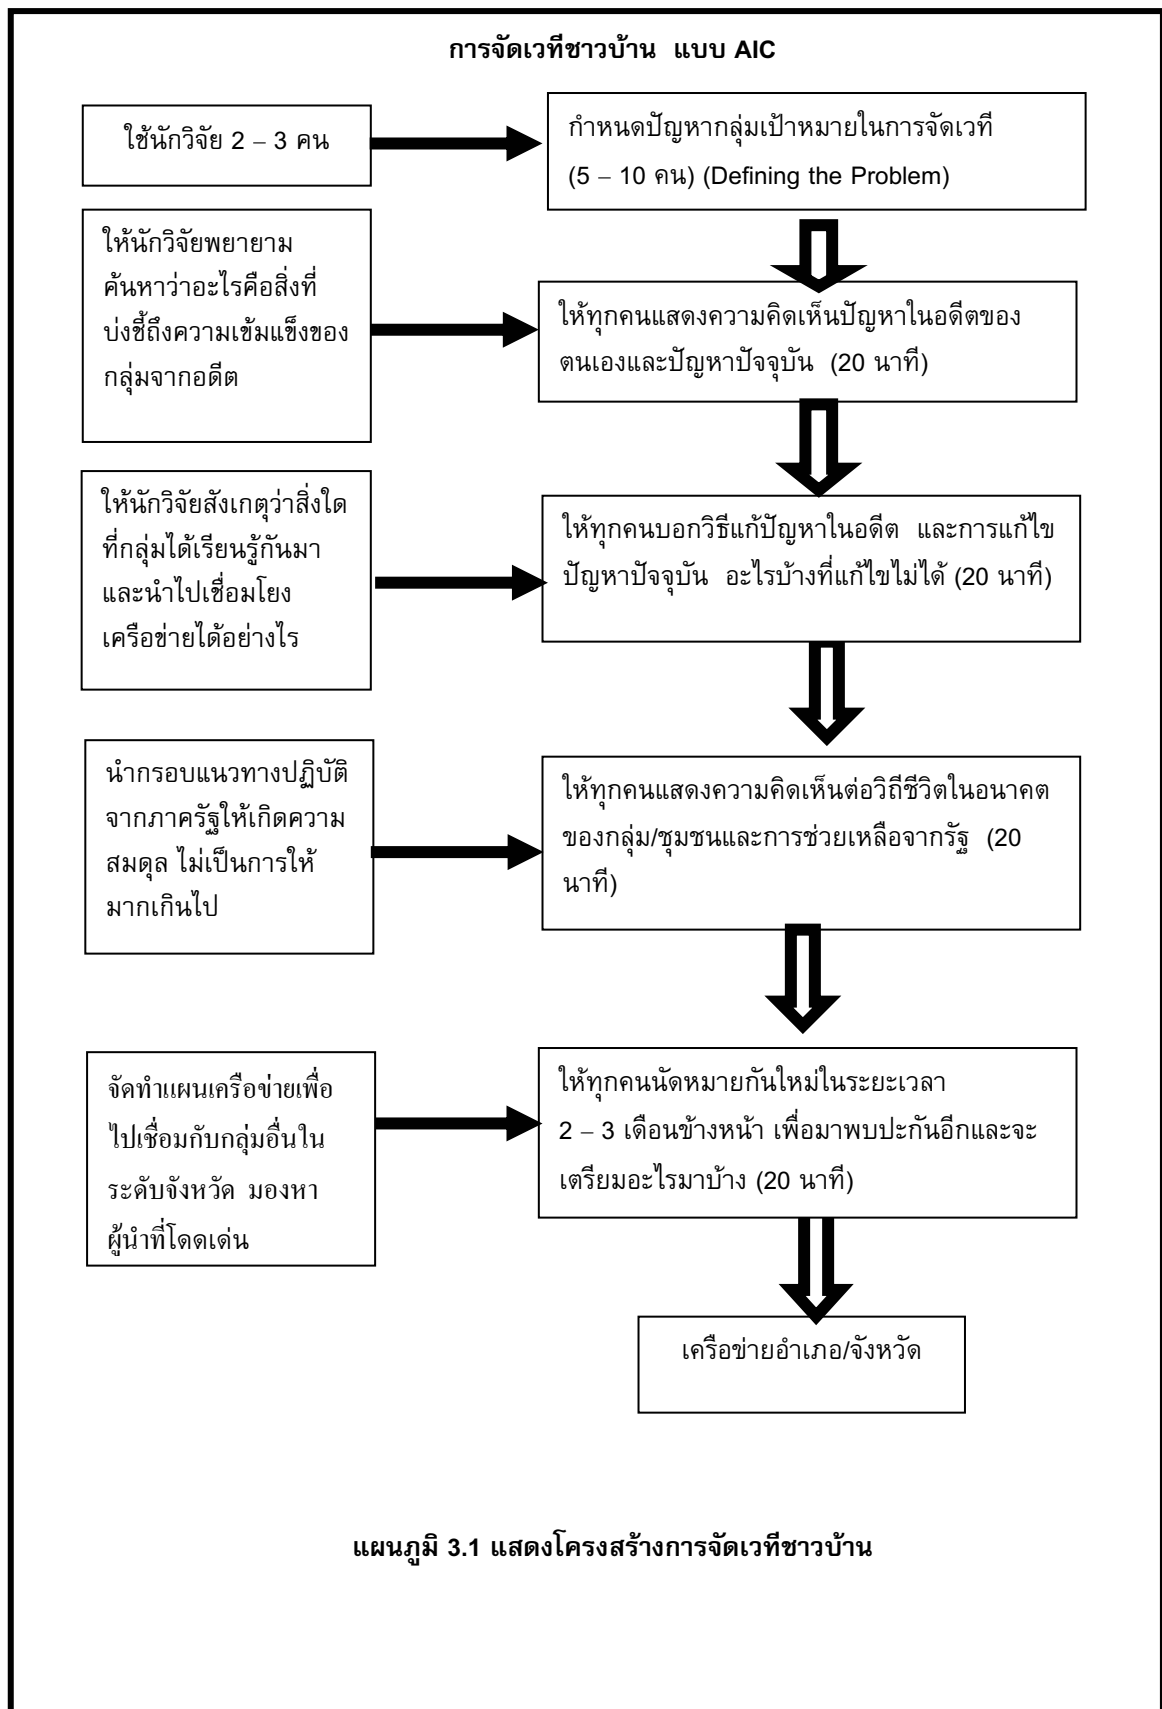 การจัดเวทีชาวบ้าน แบบ AIC
ใช้นักวิจัย 2 – 3 คน
กำหนดปัญหากลุ่มเป้าหมายในการจัดเวที
(5 – 10 คน) (Defining the Problem)
ให้นักวิจัยพยายาม
ค้นหาว่าอะไรคือสิ่งที่
บ่งชี้ถึงความเข้มแข็งของ
กลุ่มจากอดีต
ให้ทุกคนแสดงความคิดเห็นปัญหาในอดีตของ
ตนเองและปัญหาปัจจุบัน (20 นาที)
ให้นักวิจัยสังเกตุว่าสิ่งใด
ที่กลุ่มได้เรียนรู้กันมา
และนำไปเชื่อมโยง
เครือข่ายได้อย่างไร
ให้ทุกคนบอกวิธีแก้ปัญหาในอดีต และการแก้ไข
ปัญหาปัจจุบัน อะไรบ้างที่แก้ไขไม่ได้ (20 นาที)
นำกรอบแนวทางปฏิบัติ
จากภาครัฐให้เกิดความ
สมดุล ไม่เป็นการให้
มากเกินไป
ให้ทุกคนแสดงความคิดเห็นต่อวิถีชีวิตในอนาคต
ของกลุ่ม/ชุมชนและการช่วยเหลือจากรัฐ (20
นาที)
จัดทำแผนเครือข่ายเพื่อ
ไปเชื่อมกับกลุ่มอื่นใน
ระดับจังหวัด มองหา
ผู้นำที่โดดเด่น
ให้ทุกคนนัดหมายกันใหม่ในระยะเวลา
2 – 3 เดือนข้างหน้า เพื่อมาพบปะกันอีกและจะ
เตรียมอะไรมาบ้าง (20 นาที)
เครือข่ายอำเภอ/จังหวัด
แผนภูมิ 3.1 แสดงโครงสร้างการจัดเวทีชาวบ้าน